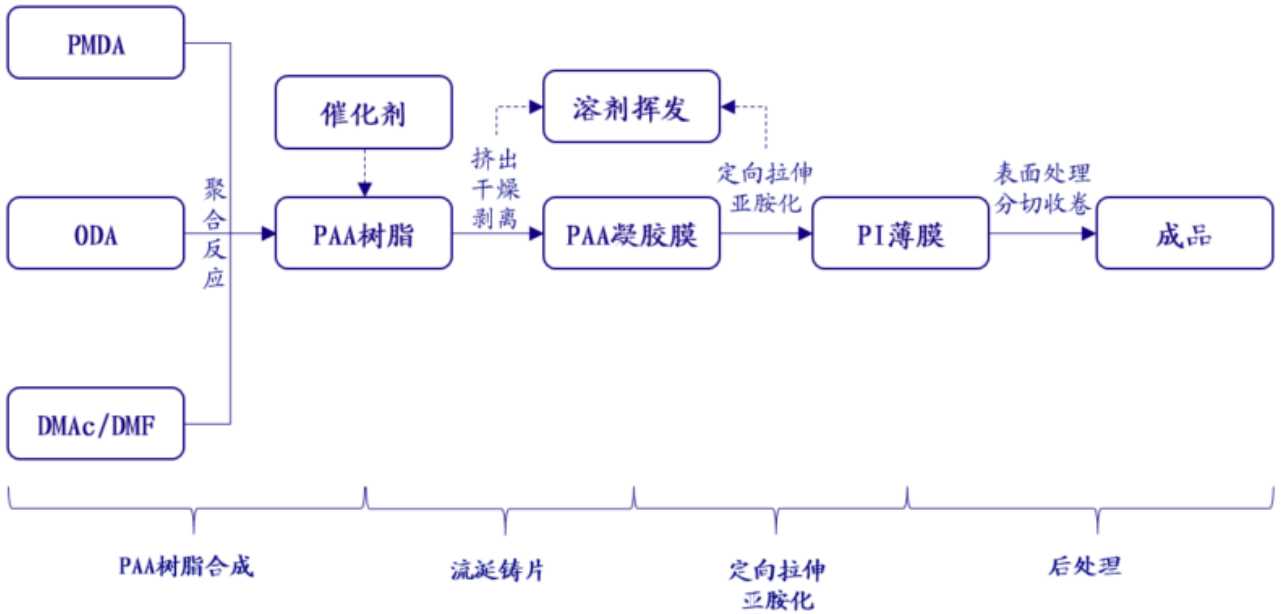 PMDA
催化剂
溶剂挥发
聚合反应
挤出
干燥
剥离
定向拉伸
亚胺化
表面处理
分切收卷
ODA
PAA树脂
PAA凝胶膜
PI薄膜
成品
DMAc/DMF
PAA树脂合成
流涎铸片
定向拉伸
亚胺化
后处理